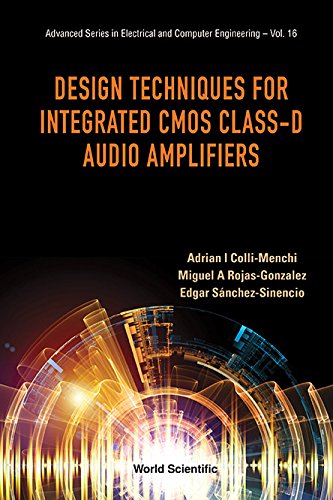 Advanced Series in Electrical and Computer Engineering – Vol. 16
DESIGN TECHNIQUES FOR
INTEGRATED CMOS CLASS-D
AUDIO AMPLIFIERS
Adrian I Colli-Menchi
Miguel A Rojas-Gonzalez
Edgar Sánchez-Sinencio
World Scientific